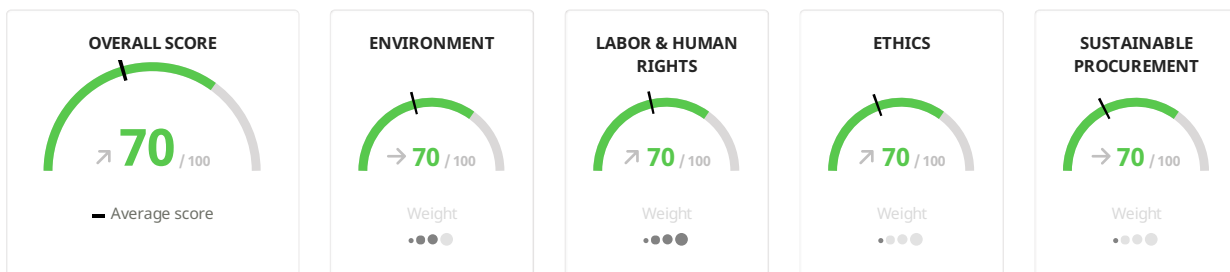 OVERALL SCORE
70 / 100
Average score
ENVIRONMENT
70 / 100
Weight
LABOR & HUMAN
RIGHTS
70 / 100
Weight
ETHICS
70 / 100
Weight
SUSTAINABLE
PROCUREMENT
70 / 100
Weight